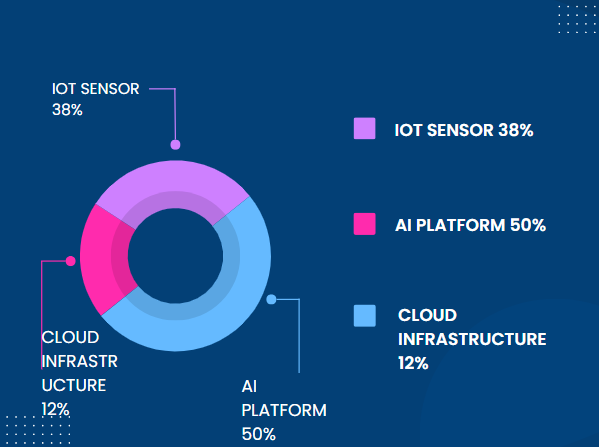 IOT SENSOR
38%
IOT SENSOR 38%
AI PLATFORM 50%
CLOUD
INFRASTRUCTURE
12%
CLOUD
INFRASTR
UCTURE
12%
AI
PLATFORM
50%